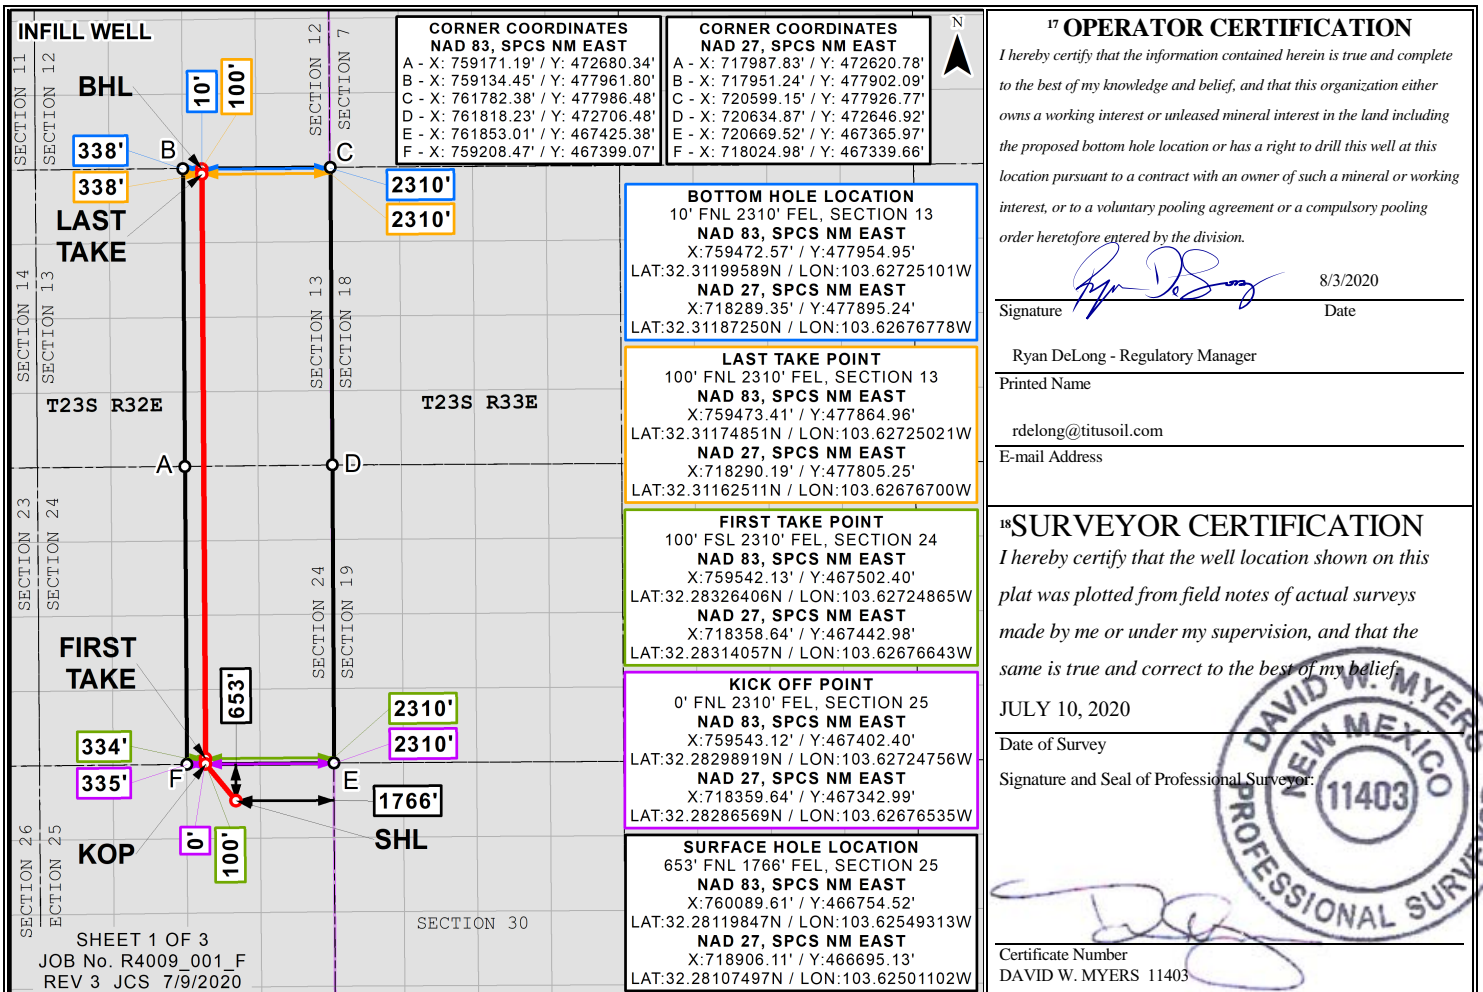 INFILL WELL
SECTION 11
SECTION 12
SECTION 12
SECTION 7
BHL
10'
100'
338'
B
C
338'
2310'
2310'
LAST
TAKE
SECTION 14
SECTION 13
SECTION 13
SECTION 18
T23S R32E
T23S R33E
A
D
SECTION 23
SECTION 24
SECTION 24
SECTION 19
FIRST
TAKE
653'
334'
2310'
335'
2310'
F
E
1766'
0'
100'
KOP
SHL
SECTION 26
ECTION 25
SECTION 30
SHEET 1 OF 3
JOB No. R4009_001_F
REV 3 JCS 7/9/2020
CORNER COORDINATES
NAD 83, SPCS NM EAST
A - X: 759171.19' / Y: 472680.34'
B - X: 759134.45' / Y: 477961.80'
C - X: 761782.38' / Y: 477986.48'
D - X: 761818.23' / Y: 472706.48'
E - X: 761853.01' / Y: 467425.38'
F - X: 759208.47' / Y: 467399.07'
CORNER COORDINATES
NAD 27, SPCS NM EAST
A - X: 717987.83' / Y: 472620.78'
B - X: 717951.24' / Y: 477902.09'
C - X: 720599.15' / Y: 477926.77'
D - X: 720634.87' / Y: 472646.92'
E - X: 720669.52' / Y: 467365.97'
F - X: 718024.98' / Y: 467339.66'
N
BOTTOM HOLE LOCATION
10' FNL 2310' FEL, SECTION 13
NAD 83, SPCS NM EAST
X:759472.57' / Y:477954.95'
LAT:32.31199589N / LON:103.62725101W
NAD 27, SPCS NM EAST
X:718289.35' / Y:477895.24'
LAT:32.31187250N / LON:103.62676778W
LAST TAKE POINT
100' FNL 2310' FEL, SECTION 13
NAD 83, SPCS NM EAST
X:759473.41' / Y:477864.96'
LAT:32.31174851N / LON:103.62725021W
NAD 27, SPCS NM EAST
X:718290.19' / Y:477805.25'
LAT:32.31162511N / LON:103.62676700W
FIRST TAKE POINT
100' FSL 2310' FEL, SECTION 24
NAD 83, SPCS NM EAST
X:759542.13' / Y:467502.40'
LAT:32.28326406N / LON:103.62724865W
NAD 27, SPCS NM EAST
X:718358.64' / Y:467442.98'
LAT:32.28314057N / LON:103.62676643W
KICK OFF POINT
0' FNL 2310' FEL, SECTION 25
NAD 83, SPCS NM EAST
X:759543.12' / Y:467402.40'
LAT:32.28298919N / LON:103.62724756W
NAD 27, SPCS NM EAST
X:718359.64' / Y:467342.99'
LAT:32.28286569N / LON:103.62676535W
SURFACE HOLE LOCATION
653' FNL 1766' FEL, SECTION 25
NAD 83, SPCS NM EAST
X:760089.61' / Y:466754.52'
LAT:32.28119847N / LON:103.62549313W
NAD 27, SPCS NM EAST
X:718906.11' / Y:466695.13'
LAT:32.28107497N / LON:103.62501102W
17 OPERATOR CERTIFICATION
I hereby certify that the information contained herein is true and complete
to the best of my knowledge and belief, and that this organization either
owns a working interest or unleased mineral interest in the land including
the proposed bottom hole location or has a right to drill this well at this
location pursuant to a contract with an owner of such a mineral or working
interest, or to a voluntary pooling agreement or a compulsory pooling
order heretofore entered by the division.
8/3/2020
Signature Date
Ryan DeLong - Regulatory Manager
Printed Name
rdelong@titusoil.com
E-mail Address
18 SURVEYOR CERTIFICATION
I hereby certify that the well location shown on this
plat was plotted from field notes of actual surveys
made by me or under my supervision, and that the
same is true and correct to the best of my belief.
JULY 10, 2020
Date of Survey
Signature and Seal of Professional Surveyor:
DAVID W. MYERS
NEW MEXICO
11403
PROFESSIONAL SURVEY
Certificate Number
DAVID W. MYERS 11403